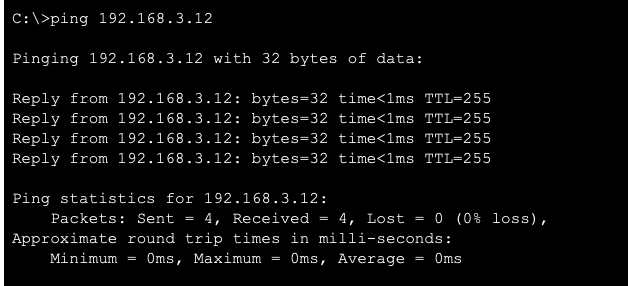 C:\>ping 192.168.3.12
Pinging 192.168.3.12 with 32 bytes of data:
Reply from 192.168.3.12: bytes=32 time<1ms TTL=255
Reply from 192.168.3.12: bytes=32 time<1ms TTL=255
Reply from 192.168.3.12: bytes=32 time<1ms TTL=255
Reply from 192.168.3.12: bytes=32 time<1ms TTL=255
Ping statistics for 192.168.3.12:
Packets: Sent = 4, Received = 4, Lost = 0 (0% loss),
Approximate round trip times in milli-seconds:
Minimum = 0ms, Maximum = 0ms, Average = 0ms